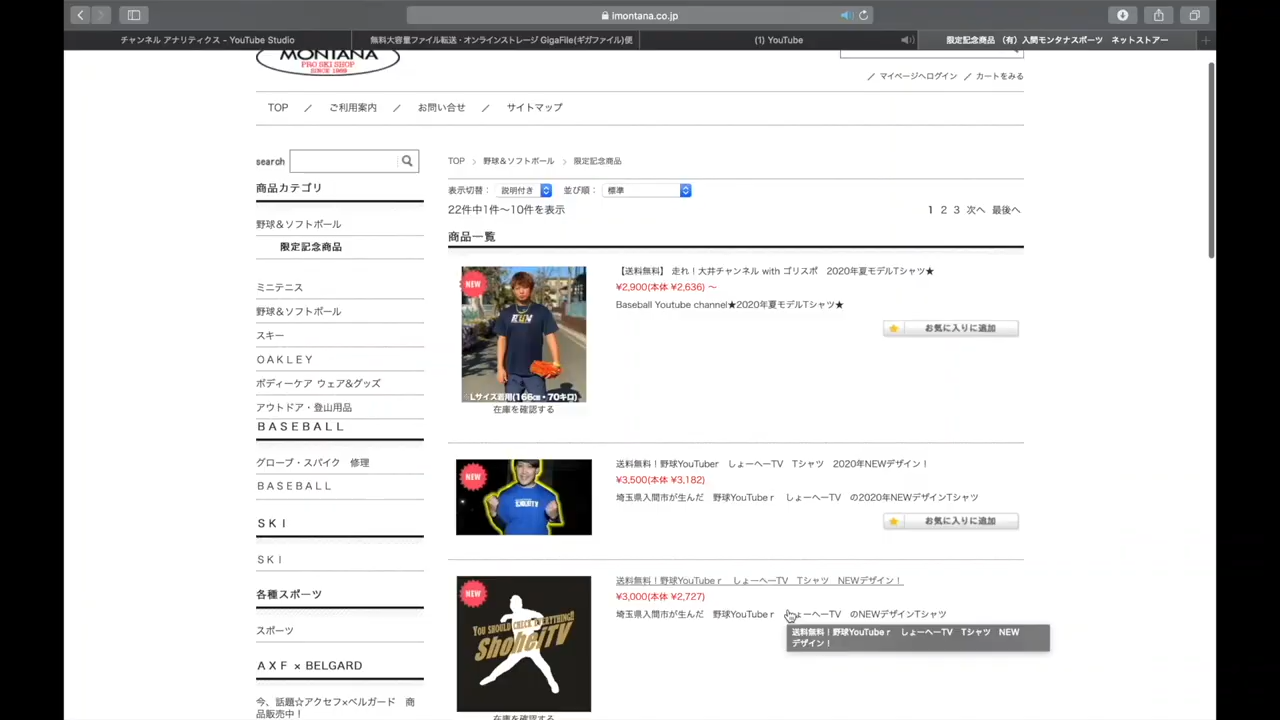 imontana.co.jp
チャンネル アナリティクス - YouTube Studio
無料大容量ファイル転送・オンラインストレージ GigaFile(ギガファイル)便
(1) YouTube
限定記念商品 （有）入間モンタナスポーツ ネットストアー
MONTANA
PRO SKI SHOP
SINCE 1989
／ マイページへログイン ／ カートをみる
TOP ／ ご利用案内 ／ お問い合せ ／ サイトマップ
search
TOP > 野球＆ソフトボール > 限定記念商品
商品カテゴリ
表示切替： 説明付き 並び順： 標準
22件中1件～10件を表示
1 2 3 次へ 最後へ
野球＆ソフトボール
限定記念商品
商品一覧
NEW
【送料無料】 走れ！大井チャンネル with ゴリスポ 2020年夏モデルTシャツ★
¥2,900(本体 ¥2,636) ～
Baseball Youtube channel★2020年夏モデルTシャツ★
お気に入りに追加
RUN
Lサイズ着用(166cm・70キロ)
在庫を確認する
ミニテニス
野球＆ソフトボール
スキー
ＯＡＫＬＥＹ
ボディーケア ウェア&グッズ
アウトドア・登山用品
ＢＡＳＥＢＡＬＬ
グローブ・スパイク 修理
ＢＡＳＥＢＡＬＬ
ＳＫＩ
ＳＫＩ
各種スポーツ
スポーツ
ＡＸＦ × BELGARD
今、話題☆アクセフ×ベルガード 商
品販売中！
NEW
SHOHEITV
送料無料！野球YouTuber しょーへーTV Tシャツ 2020年NEWデザイン！
¥3,500(本体 ¥3,182)
埼玉県入間市が生んだ 野球YouTubeｒ しょーへーTV の2020年NEWデザインTシャツ
お気に入りに追加
NEW
YOU SHOULD CHECK EVERYTHING!!
ShoheiTV
送料無料！野球YouTubeｒ しょーへーTV Tシャツ NEWデザイン！
¥3,000(本体 ¥2,727)
埼玉県入間市が生んだ 野球YouTubeｒ しょーへーTV のNEWデザインTシャツ
送料無料！野球YouTubeｒ しょーへーTV Tシャツ NEW
デザイン！
在庫を確認する